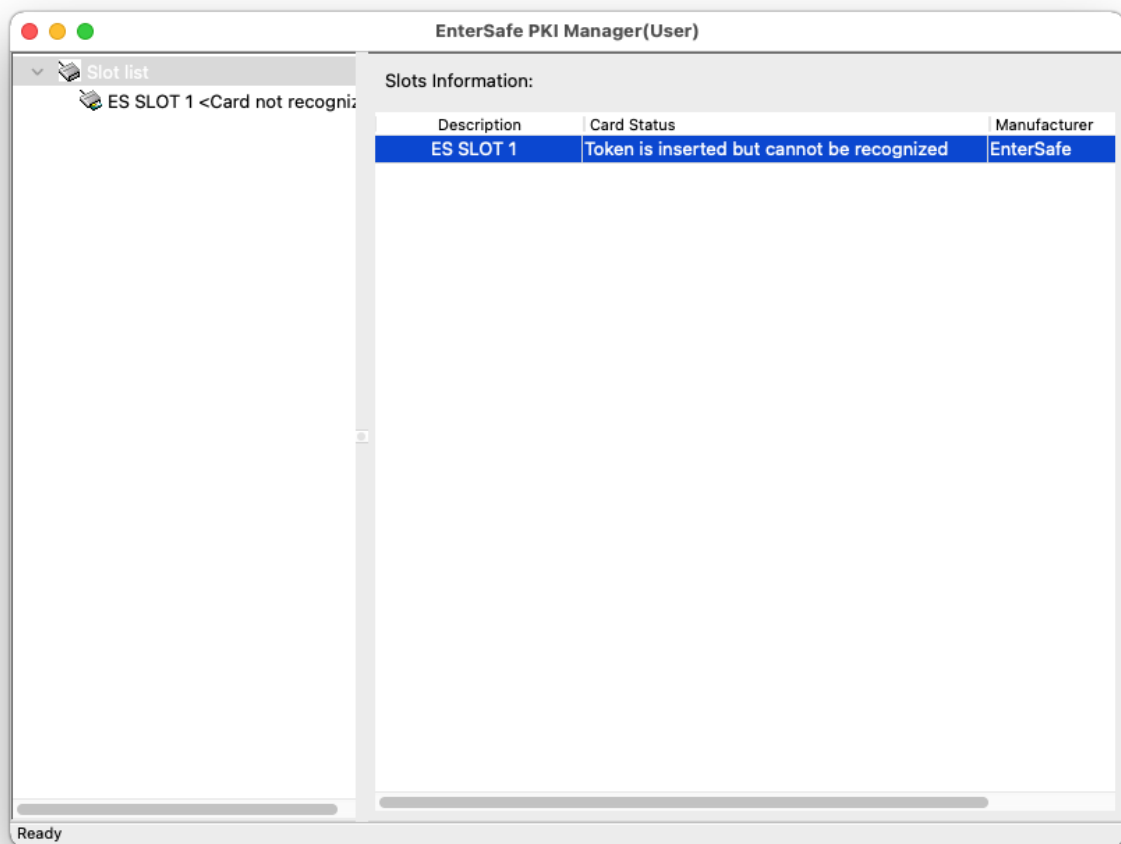 EnterSafe PKI Manager(User)
Slot list
ES SLOT 1 <Card not recogniz
Slots Information:
Description Card Status Manufacturer
ES SLOT 1 Token is inserted but cannot be recognized EnterSafe
Ready